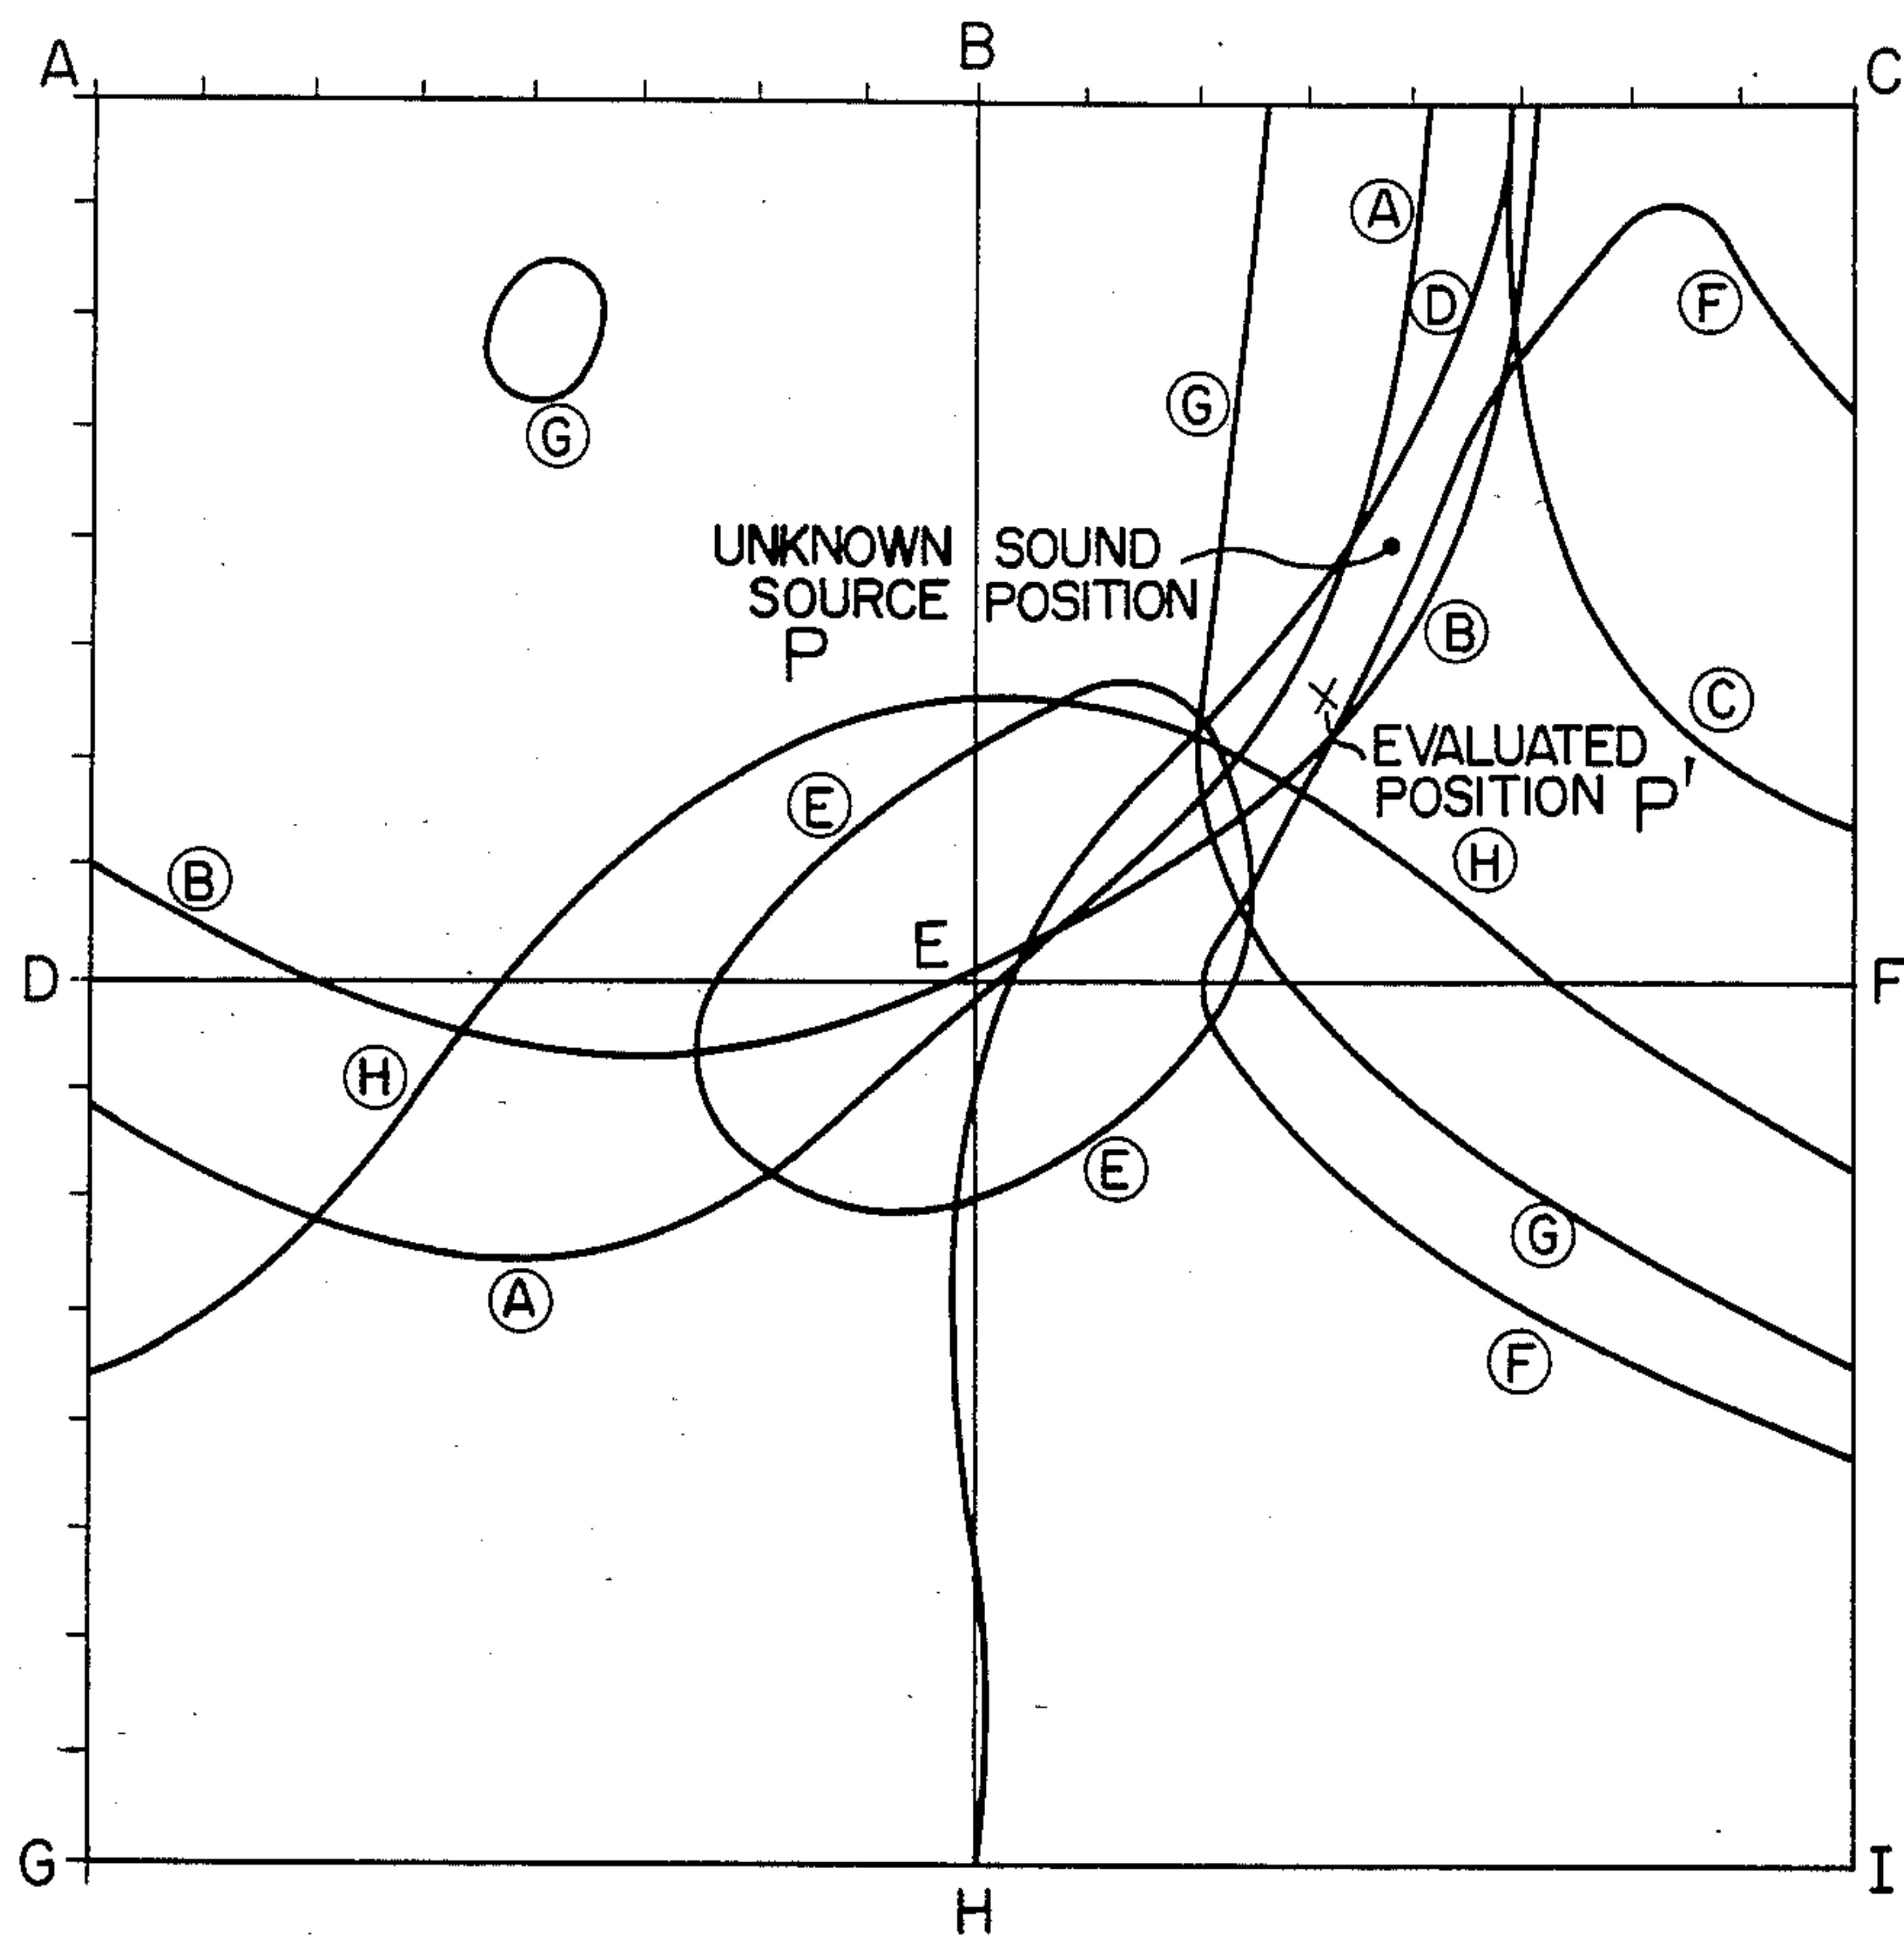 A
B
C
Ⓐ
Ⓓ
Ⓕ
Ⓖ
Ⓖ
UNKNOWN SOUND
SOURCE POSITION
P
Ⓑ
Ⓒ
EVALUATED
POSITION P'
Ⓔ
Ⓗ
Ⓑ
E
D
F
Ⓗ
Ⓔ
Ⓖ
Ⓐ
Ⓕ
G
H
I